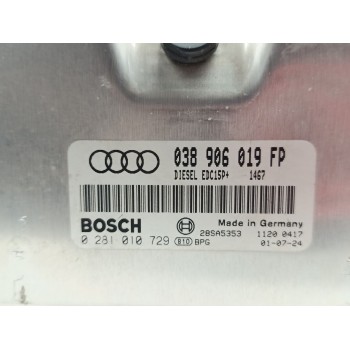 038 906 019 FP
DIESEL EDC15P+ 1467
BOSCH 28SA5353 Made in Germany
0 281 010 729 810 BPG 1120 0417
01-07-24